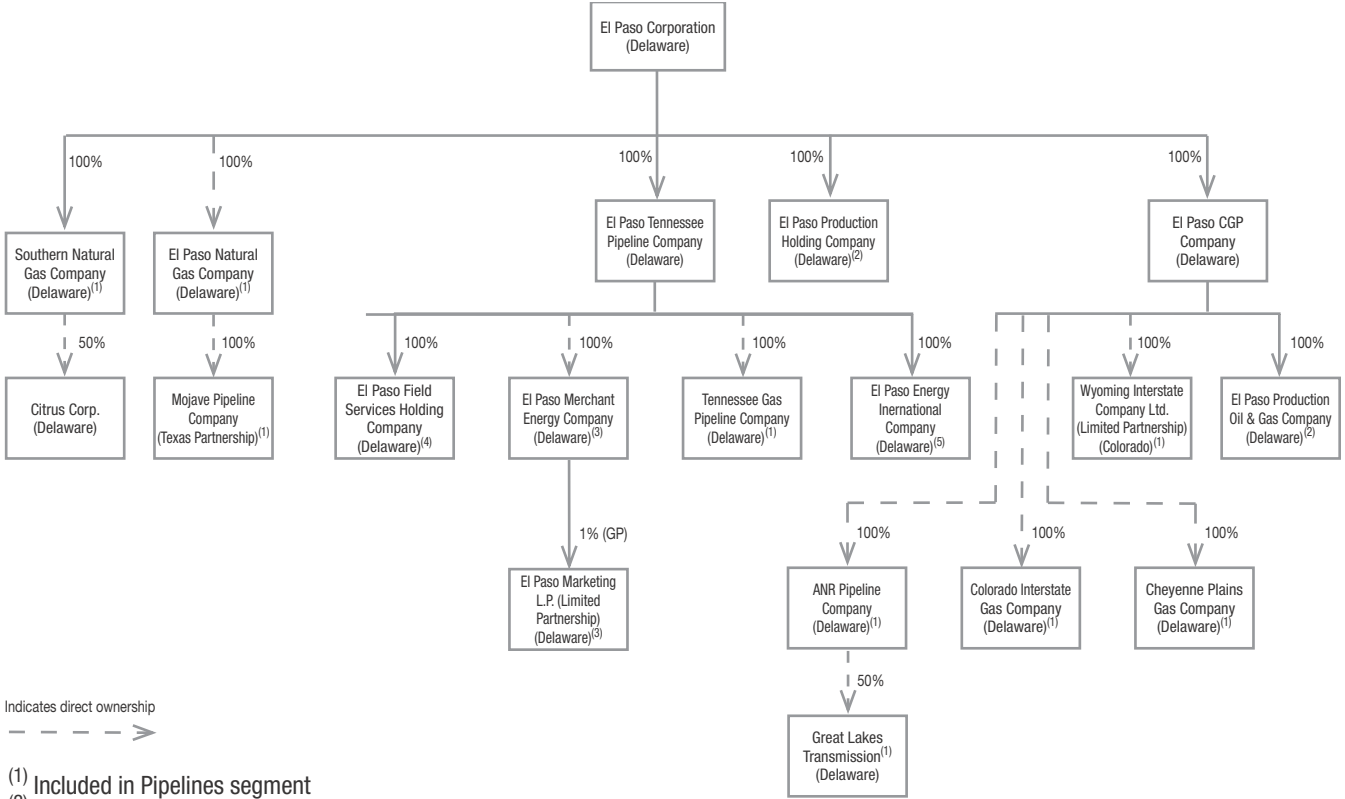 El Paso Corporation
(Delaware)
100%
100%
100%
100%
100%
Southern Natural
Gas Company
(Delaware)(1)
El Paso Natural
Gas Company
(Delaware)(1)
El Paso Tennessee
Pipeline Company
(Delaware)
El Paso Production
Holding Company
(Delaware)(2)
El Paso CGP
Company
(Delaware)
50%
100%
100%
100%
100%
100%
100%
100%
Citrus Corp.
(Delaware)
Mojave Pipeline
Company
(Texas Partnership)(1)
El Paso Field
Services Holding
Company
(Delaware)(4)
El Paso Merchant
Energy Company
(Delaware)(3)
Tennessee Gas
Pipeline Company
(Delaware)(1)
El Paso Energy
Inernational
Company
(Delaware)(5)
Wyoming Interstate
Company Ltd.
(Limited Partnership)
(Colorado)(1)
El Paso Production
Oil & Gas Company
(Delaware)(2)
1% (GP)
100%
100%
100%
El Paso Marketing
L.P. (Limited
Partnership)
(Delaware)(3)
ANR Pipeline
Company
(Delaware)(1)
Colorado Interstate
Gas Company
(Delaware)(1)
Cheyenne Plains
Gas Company
(Delaware)(1)
50%
Great Lakes
Transmission(1)
(Delaware)
Indicates direct ownership
(1) Included in Pipelines segment